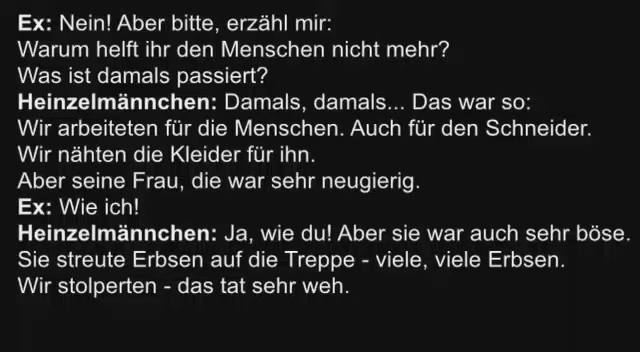 Ex: Nein! Aber bitte, erzähl mir:
Warum helft ihr den Menschen nicht mehr?
Was ist damals passiert?
Heinzelmännchen: Damals, damals... Das war so:
Wir arbeiteten für die Menschen. Auch für den Schneider.
Wir nähten die Kleider für ihn.
Aber seine Frau, die war sehr neugierig.
Ex: Wie ich!
Heinzelmännchen: Ja, wie du! Aber sie war auch sehr böse.
Sie streute Erbsen auf die Treppe - viele, viele Erbsen.
Wir stolperten - das tat sehr weh.